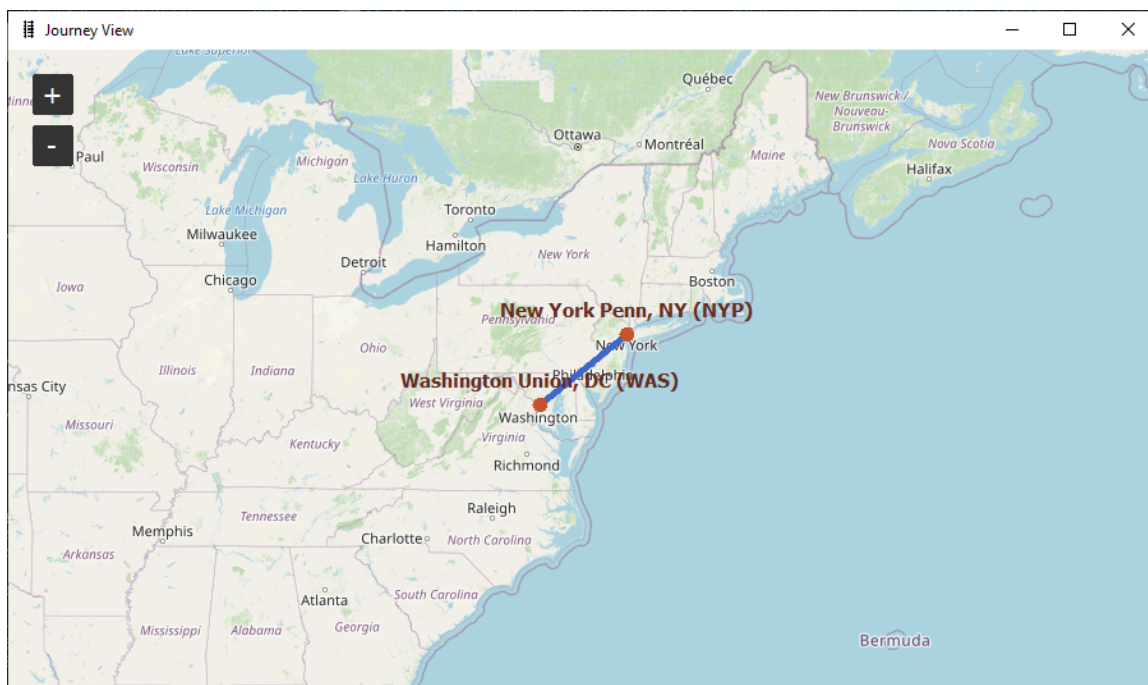 Journey View
Lake Superior
Québec
+
New Brunswick /
Nouveau-
Brunswick
Ottawa
Montréal
Nova Scotia
-
Paul
Wisconsin
Michigan
Maine
Halifax
Lake Huron
Lake Michigan
Toronto
Milwaukee
Hamilton
New York
Detroit
Chicago
Boston
Iowa
New York Penn, NY (NYP)
Pennsylvania
New York
Ohio
Illinois
Indiana
Philadelphia
Washington Union, DC (WAS)
nsas City
West Virginia
Washington
Missouri
Virginia
Kentucky
Richmond
Raleigh
Tennessee
Memphis
Charlotte
North Carolina
Arkansas
Atlanta
South Carolina
Mississippi
Alabama
Georgia
Bermuda